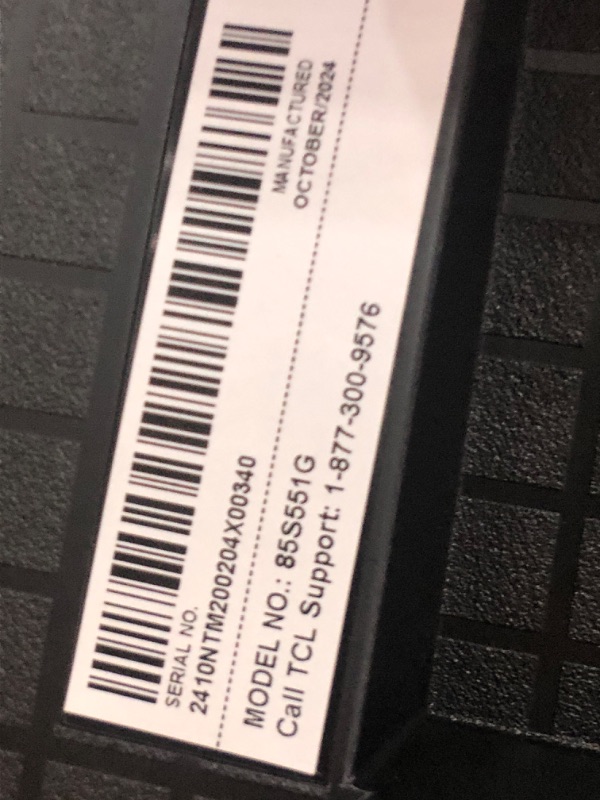 MANUFACTURED
OCTOBER/2024
SERIAL NO.
2410NTM200204X00340
MODEL NO.: 85S551G
Call TCL Support: 1-877-300-9576